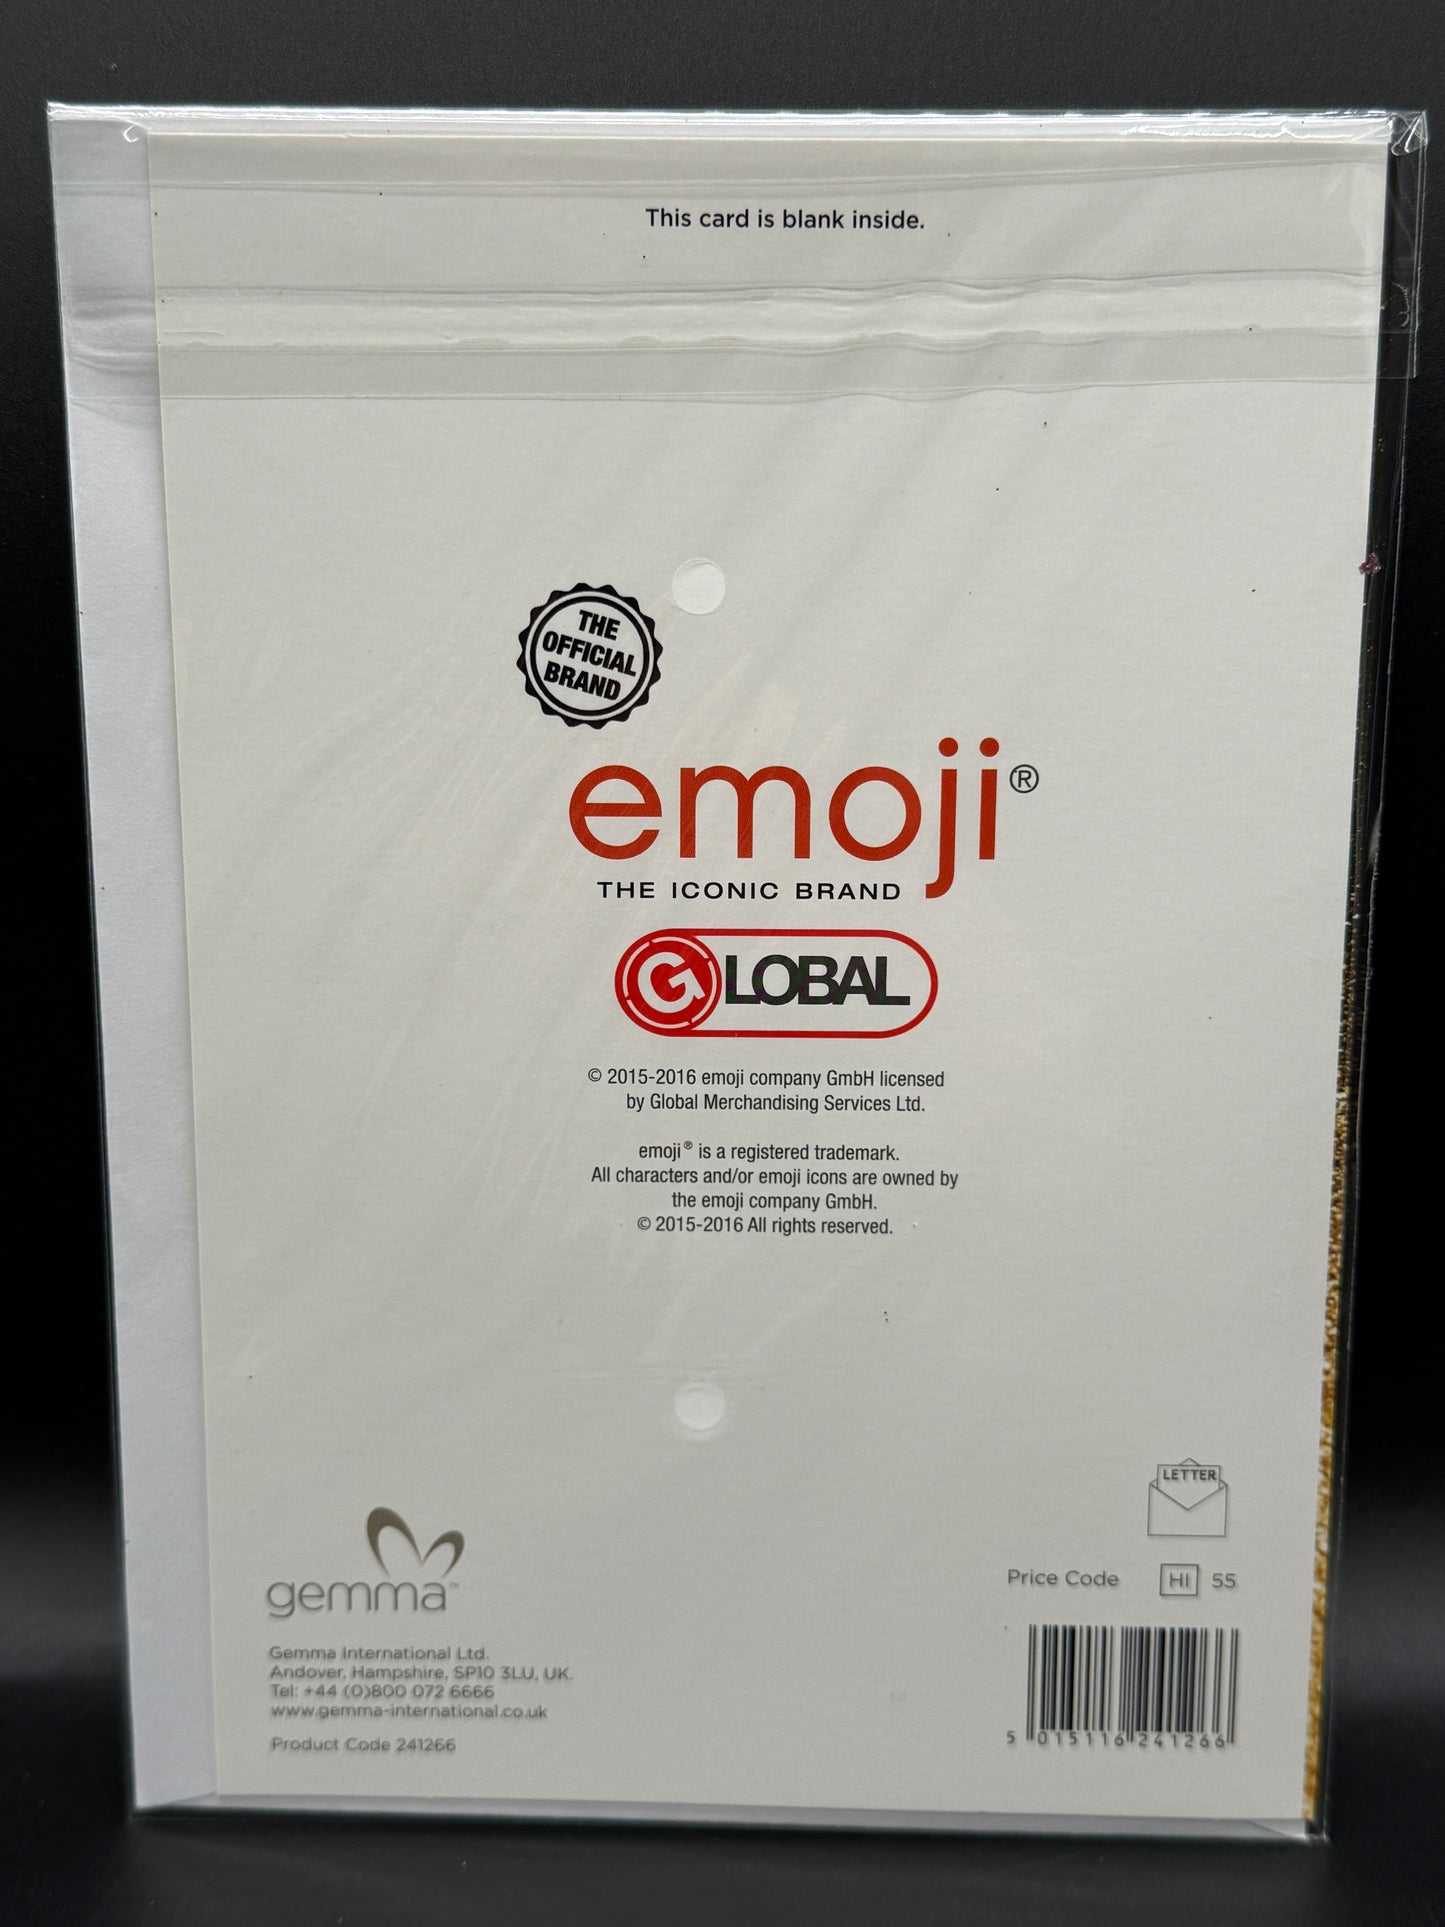 This card is blank inside.
THE
OFFICIAL
BRAND
emoji®
THE ICONIC BRAND
GLOBAL
© 2015-2016 emoji company GmbH licensed
by Global Merchandising Services Ltd.
emoji® is a registered trademark.
All characters and/or emoji icons are owned by
the emoji company GmbH.
© 2015-2016 All rights reserved.
LETTER
Price Code HI 55
gemma™
Gemma International Ltd.
Andover, Hampshire, SP10 3LU, UK.
Tel: +44 (0)800 072 6666
www.gemma-international.co.uk
Product Code 241266
5 015116 241266